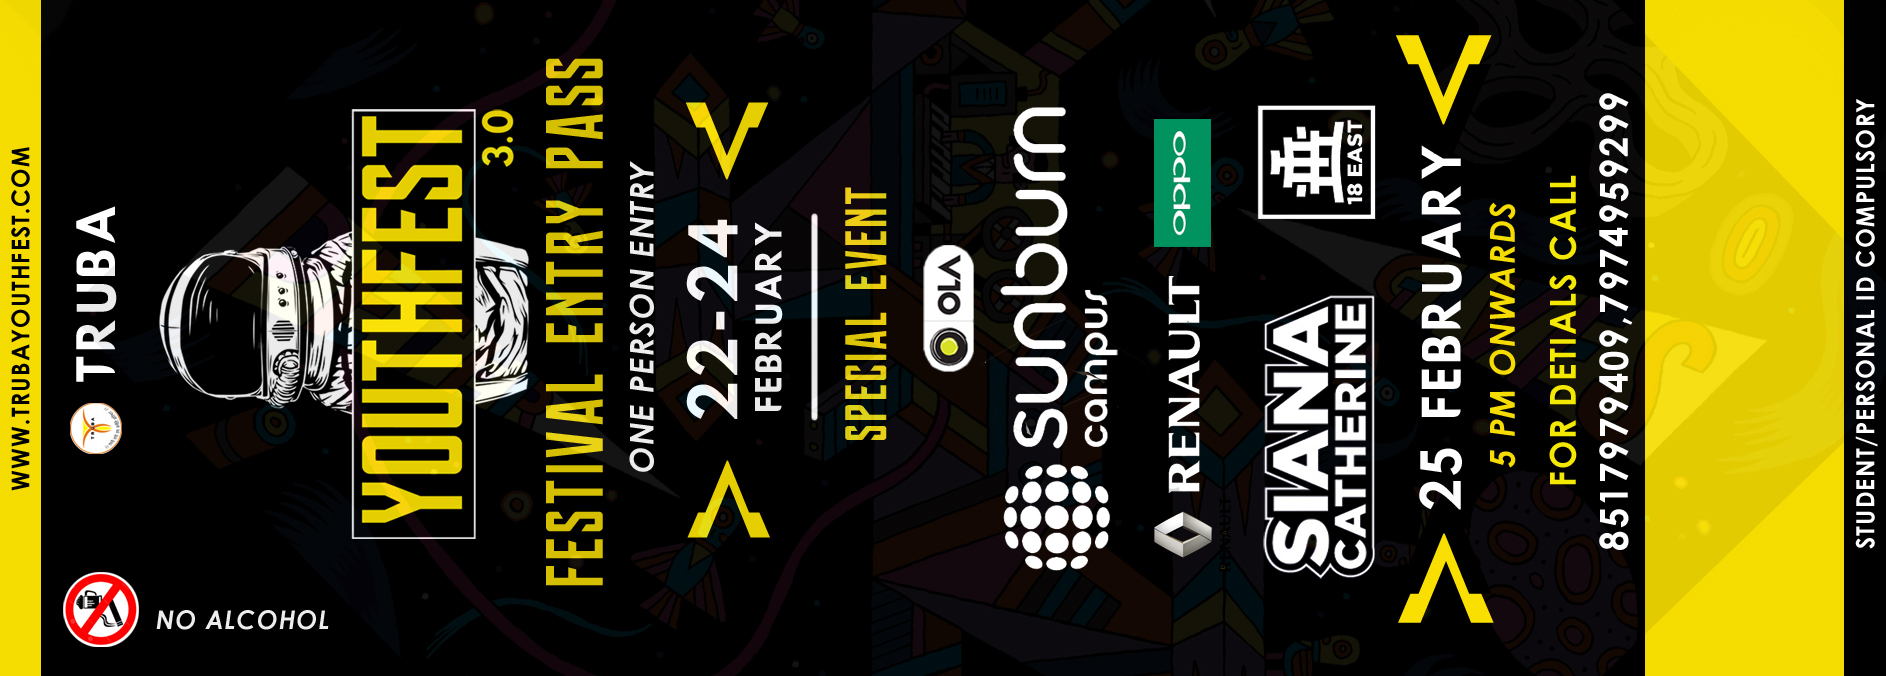 WWW.TRUBAYOUTHFEST.COM
TRUBA
NO ALCOHOL
YOUTHFEST
3.0
FESTIVAL ENTRY PASS
ONE PERSON ENTRY
22-24
FEBRUARY
SPECIAL EVENT
OLA
sunburn
campus
RENAULT
oppo
SIANA
CATHERINE
18 EAST
25 FEBRUARY
5 PM ONWARDS
FOR DETIALS CALL
8517979409,7974959299
STUDENT/PERSONAL ID COMPULSORY